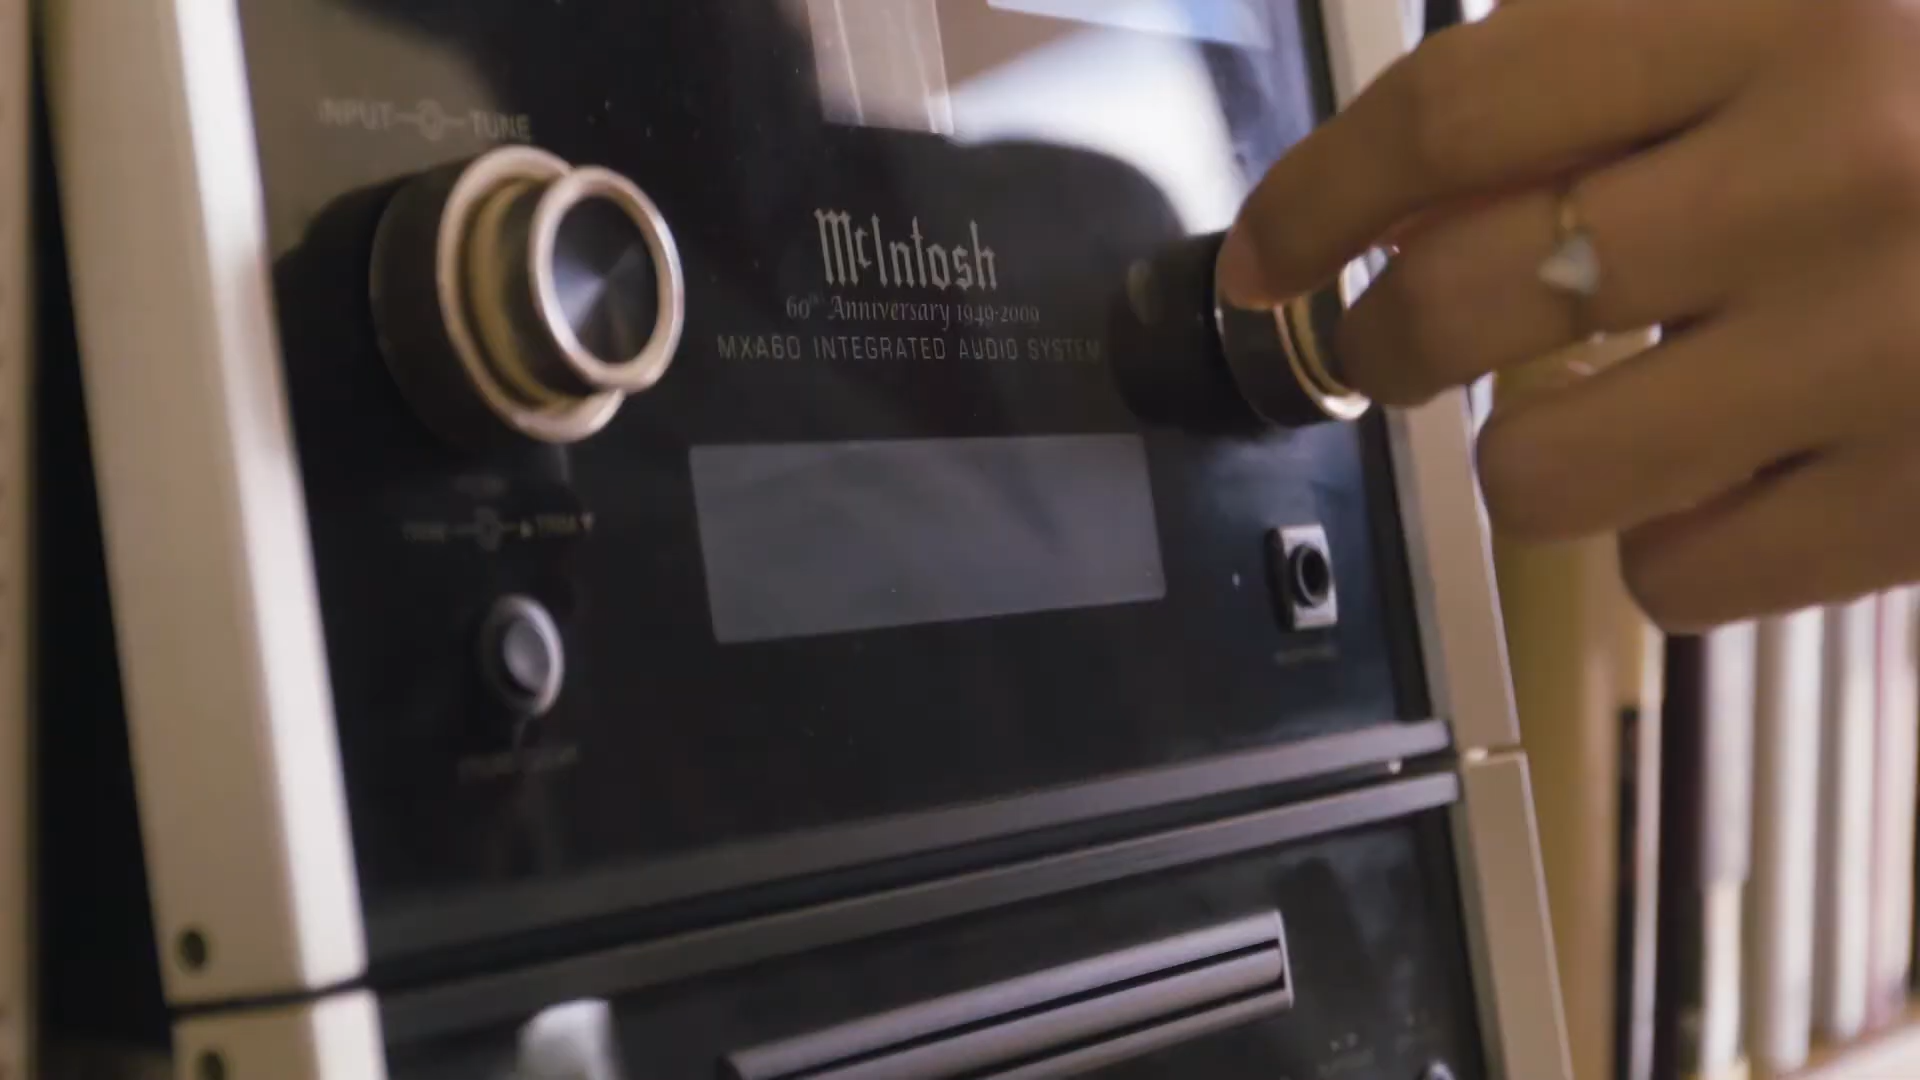 INPUT TUNE
McIntosh
60th Anniversary 1949-2009
MXA60 INTEGRATED AUDIO SYSTEM